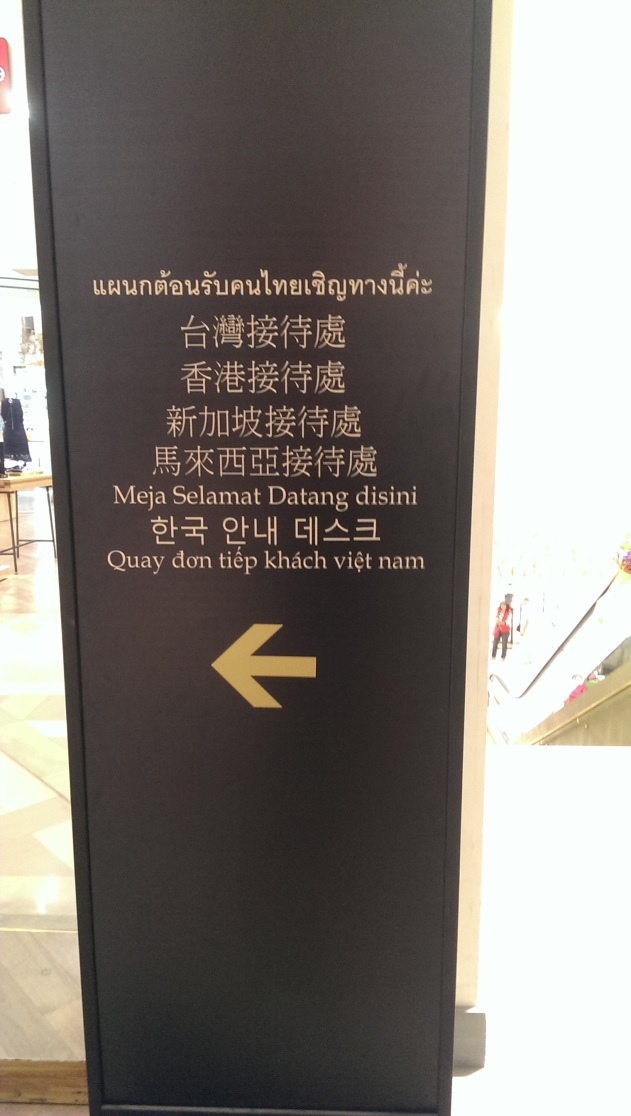 แผนกต้อนรับคนไทยเชิญทางนี้ค่ะ
台灣接待處
香港接待處
新加坡接待處
馬來西亞接待處
Meja Selamat Datang disini
한국 안내 데스크
Quay đơn tiếp khách việt nam